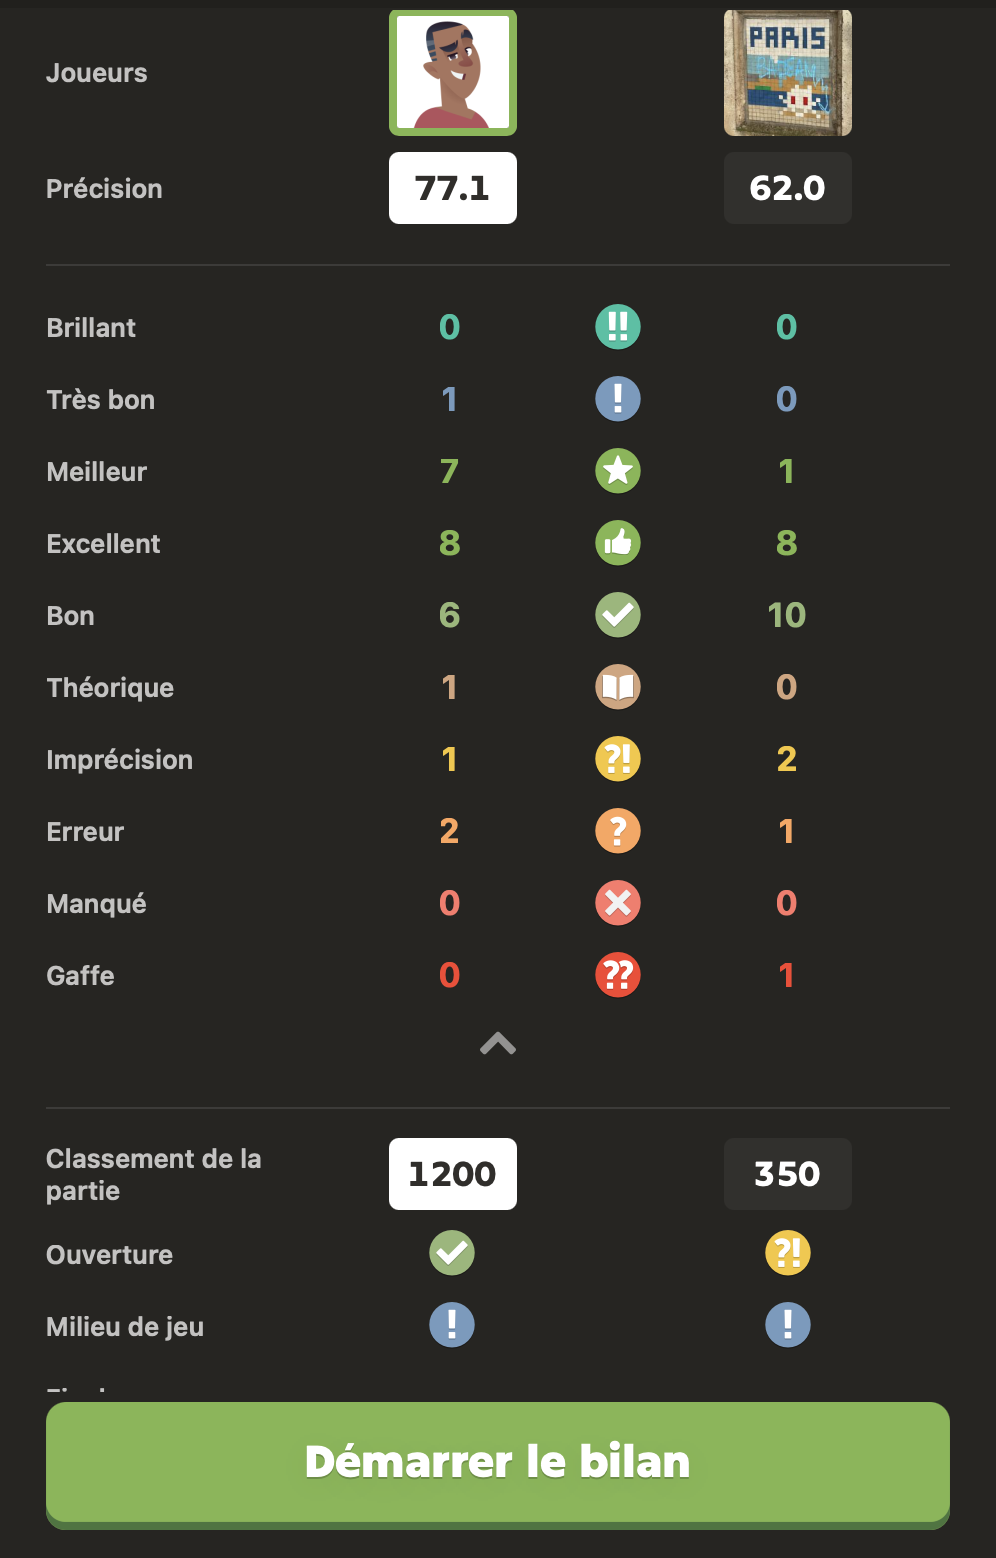 Joueurs
PARIS
Précision 77.1 62.0
Brillant 0 !! 0
Très bon 1 ! 0
Meilleur 7 1
Excellent 8 8
Bon 6 10
Théorique 1 0
Imprécision 1 ?! 2
Erreur 2 ? 1
Manqué 0 0
Gaffe 0 ?? 1
Classement de la
partie 1200 350
Ouverture ?!
Milieu de jeu ! !
Démarrer le bilan